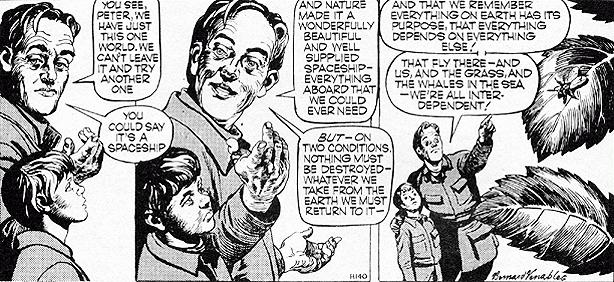 YOU SEE,
PETER, WE
HAVE JUST
THIS ONE
WORLD. WE
CAN'T LEAVE
IT AND TRY
ANOTHER
ONE
YOU
COULD SAY
IT'S A
SPACESHIP
AND NATURE
MADE IT A
WONDERFULLY
BEAUTIFUL
AND WELL
SUPPLIED
SPACESHIP—
EVERYTHING
ABOARD THAT
WE COULD
EVER NEED
BUT— ON
TWO CONDITIONS.
NOTHING MUST
BE DESTROYED—
WHATEVER WE
TAKE FROM THE
EARTH WE MUST
RETURN TO IT—
H140
AND THAT WE REMEMBER
EVERYTHING ON EARTH HAS ITS
PURPOSE, THAT EVERYTHING
DEPENDS ON EVERYTHING
ELSE!
THAT FLY THERE—AND
US, AND THE GRASS, AND
THE WHALES IN THE SEA
—WE'RE ALL INTER-
DEPENDENT!
Bernard Venables